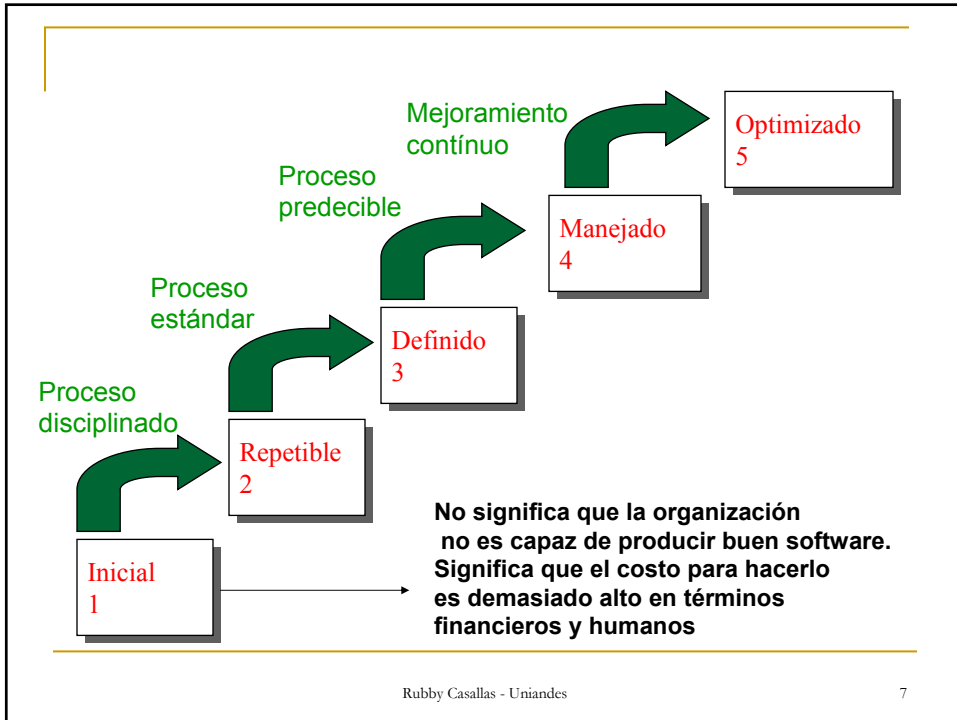 Mejoramiento
contínuo
Optimizado
5
Proceso
predecible
Manejado
4
Proceso
estándar
Definido
3
Proceso
disciplinado
Repetible
2
Inicial
1
No significa que la organización
no es capaz de producir buen software.
Significa que el costo para hacerlo
es demasiado alto en términos
financieros y humanos
Rubby Casallas - Uniandes
7